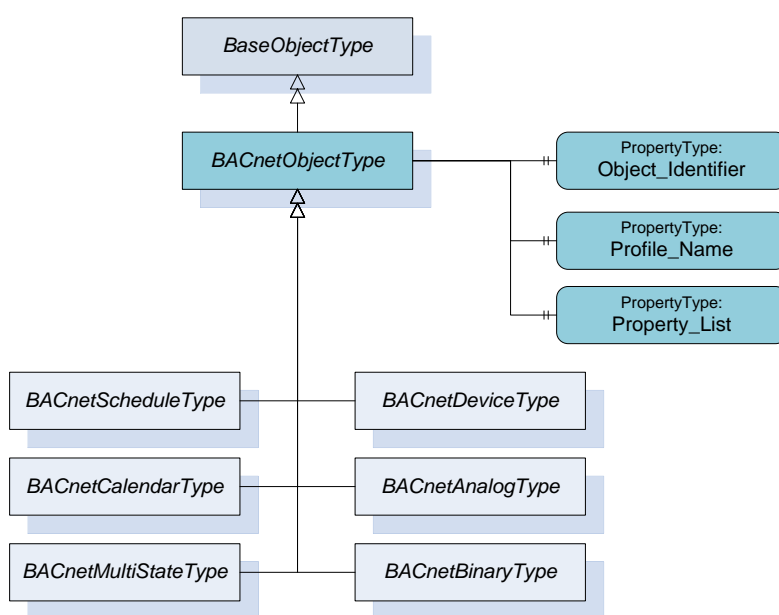 BaseObjectType
BACnetObjectType
PropertyType:
Object_Identifier
PropertyType:
Profile_Name
PropertyType:
Property_List
BACnetScheduleType
BACnetDeviceType
BACnetCalendarType
BACnetAnalogType
BACnetMultiStateType
BACnetBinaryType